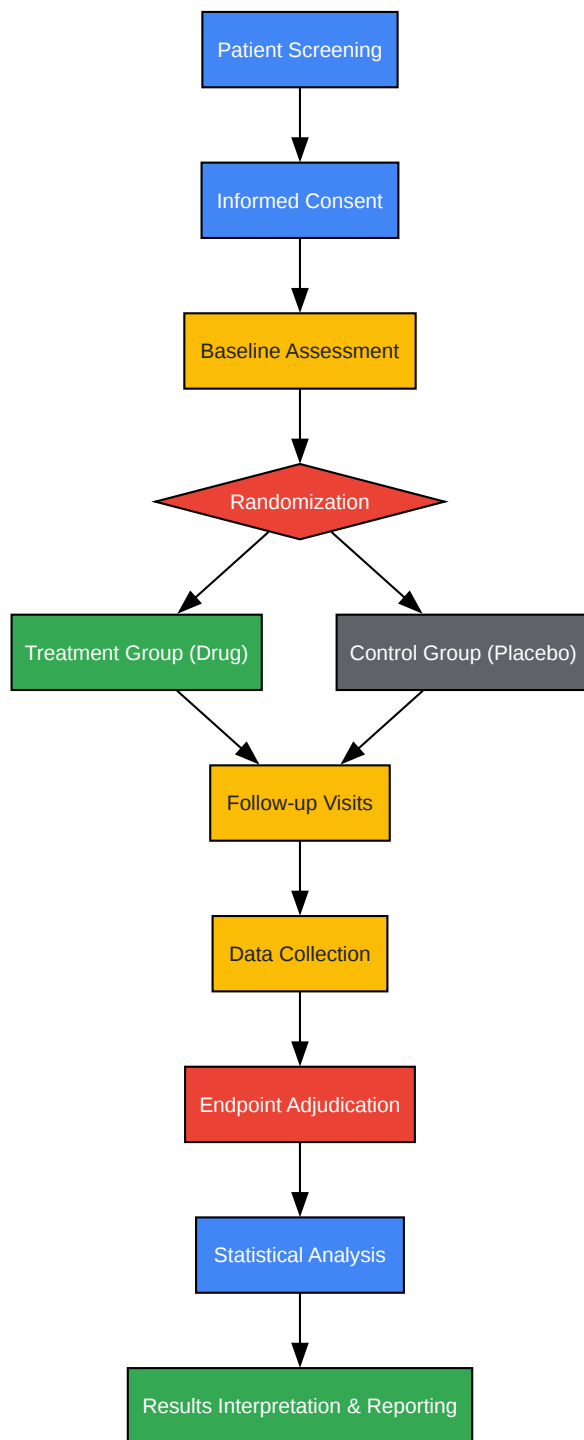 Patient Screening
Informed Consent
Baseline Assessment
Randomization
Treatment Group (Drug)
Control Group (Placebo)
Follow-up Visits
Data Collection
Endpoint Adjudication
Statistical Analysis
Results Interpretation & Reporting